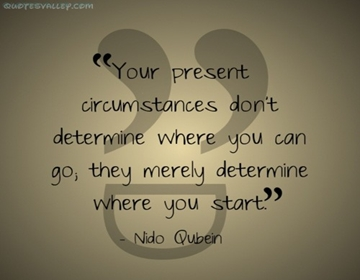 QUOTESVALLEY.COM
“Your present
circumstances don't
determine where you can
go; they merely determine
where you start.”
- Nido Qubein